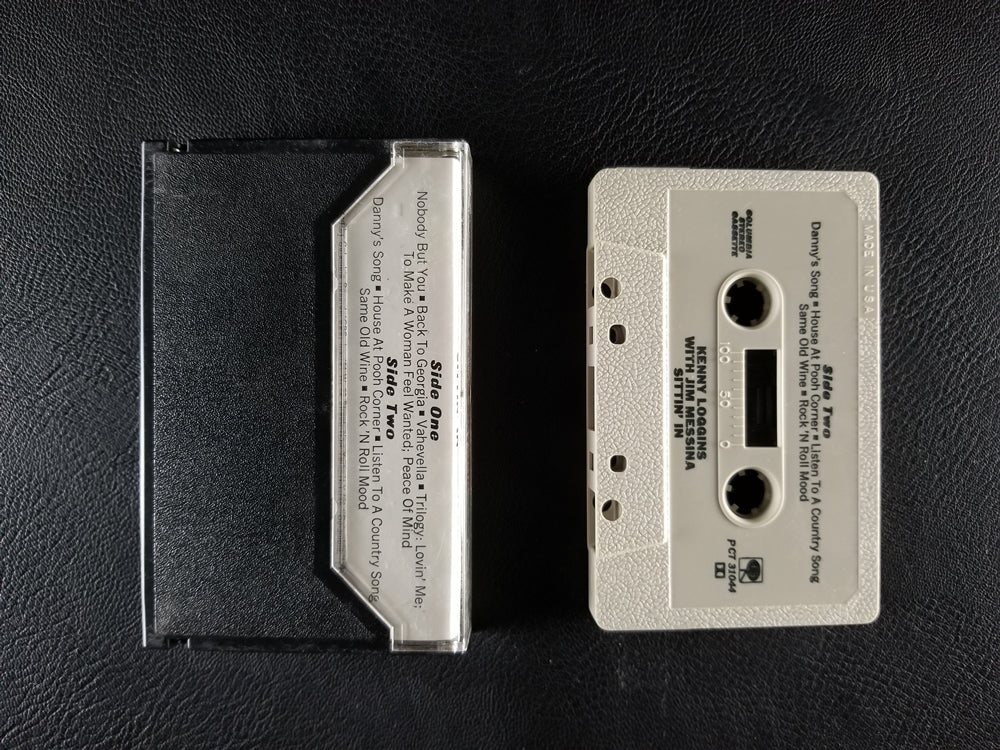 Side One
Nobody But You ■ Back To Georgia ■ Vahevella ■ Trilogy: Lovin' Me;
To Make A Woman Feel Wanted; Peace Of Mind
Side Two
Danny's Song ■ House At Pooh Corner ■ Listen To A Country Song
Same Old Wine ■ Rock 'N Roll Mood
MADE IN U.S.A.
Side Two
Danny's Song ■ House At Pooh Corner ■ Listen To A Country Song
Same Old Wine ■ Rock 'N Roll Mood
COLUMBIA
STEREO
CASSETTE
100 50 0
PCT 31044
KENNY LOGGINS
WITH JIM MESSINA
SITTIN' IN